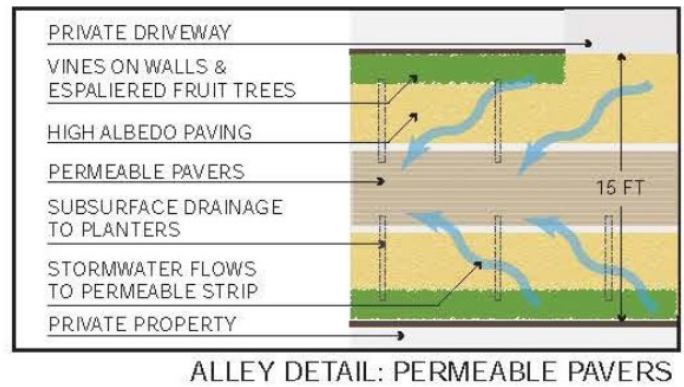 PRIVATE DRIVEWAY
VINES ON WALLS &
ESPALIERED FRUIT TREES
HIGH ALBEDO PAVING
PERMEABLE PAVERS
SUBSURFACE DRAINAGE
TO PLANTERS
STORMWATER FLOWS
TO PERMEABLE STRIP
PRIVATE PROPERTY
15 FT
ALLEY DETAIL: PERMEABLE PAVERS